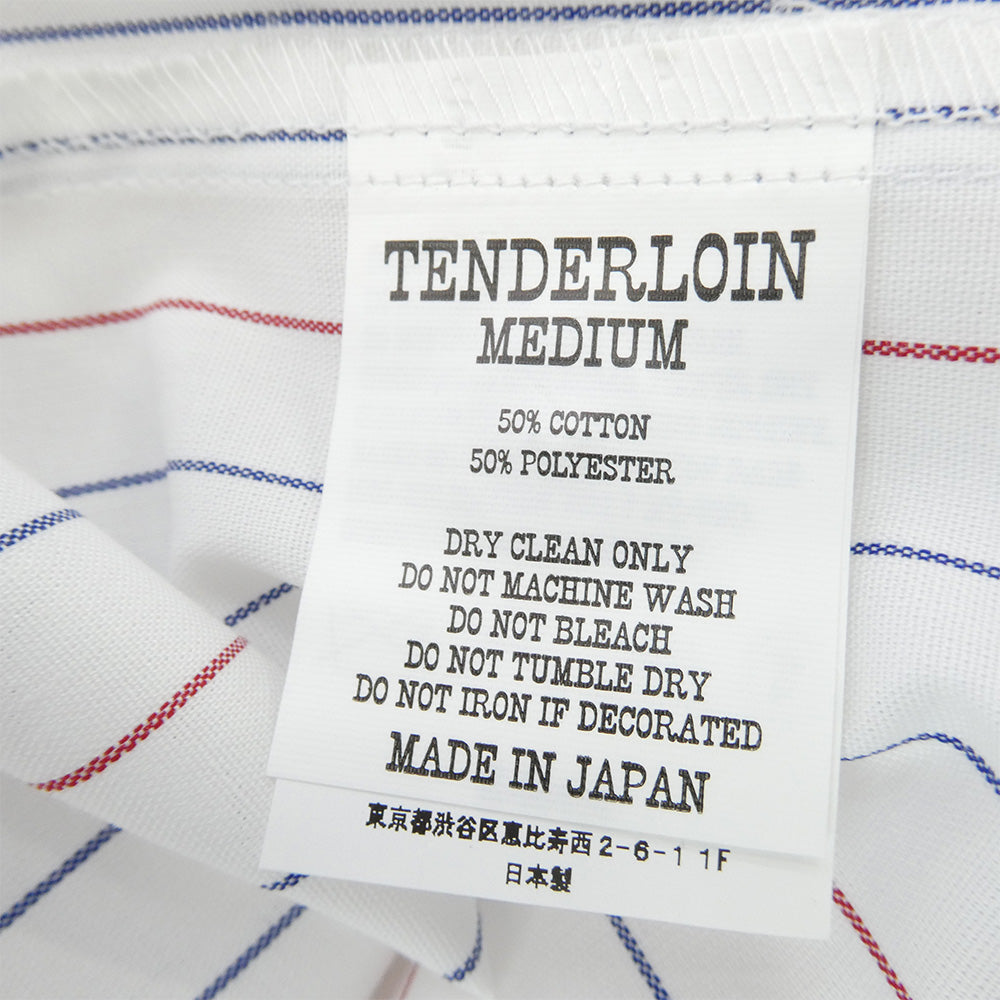 TENDERLOIN
MEDIUM
50% COTTON
50% POLYESTER
DRY CLEAN ONLY
DO NOT MACHINE WASH
DO NOT BLEACH
DO NOT TUMBLE DRY
DO NOT IRON IF DECORATED
MADE IN JAPAN
東京都渋谷区恵比寿西2-6-1 1F
日本製